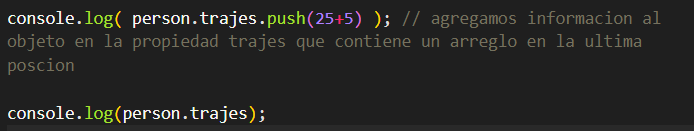 console.log( person.trajes.push(25+5) ); // agregamos informacion al
objeto en la propiedad trajes que contiene un arreglo en la ultima
poscion
console.log(person.trajes);